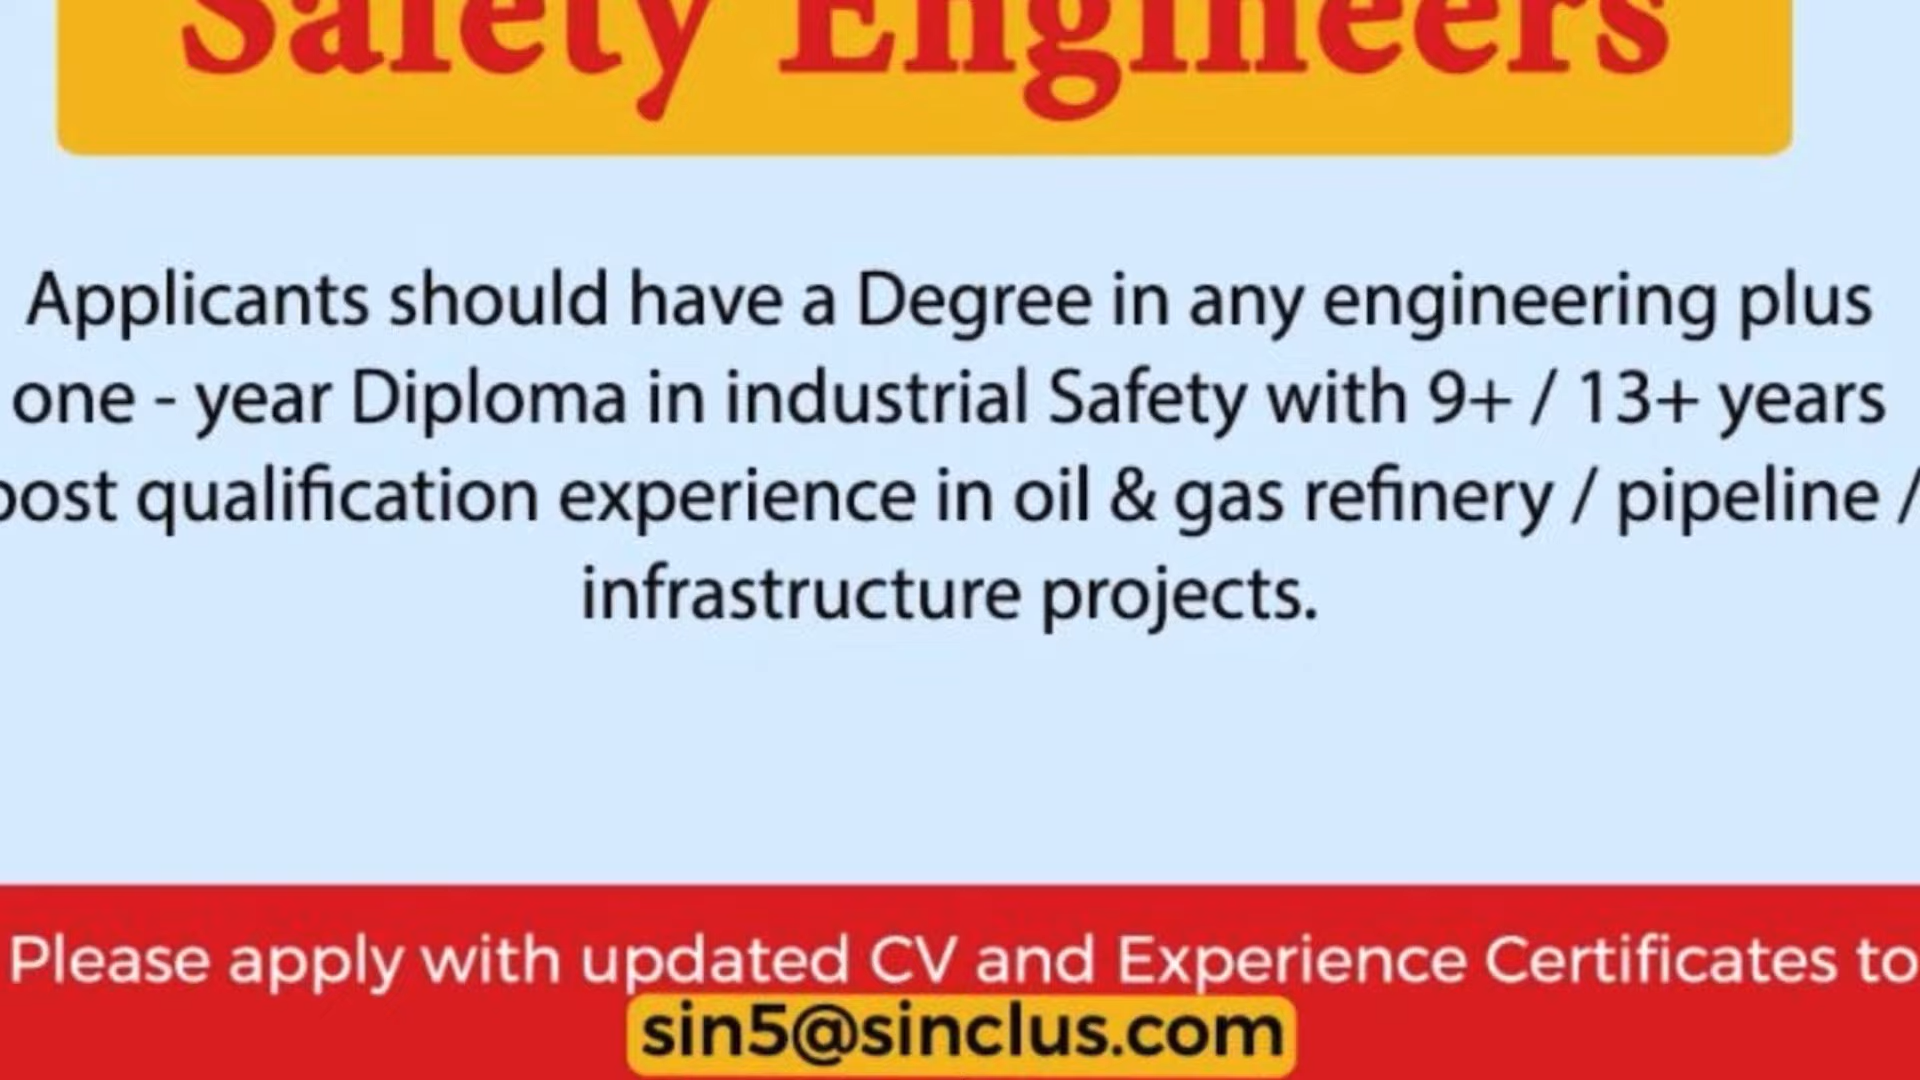 Safety Engineers
Applicants should have a Degree in any engineering plus
one - year Diploma in industrial Safety with 9+ / 13+ years
post qualification experience in oil & gas refinery / pipeline /
infrastructure projects.
Please apply with updated CV and Experience Certificates to
sin5@sinclus.com